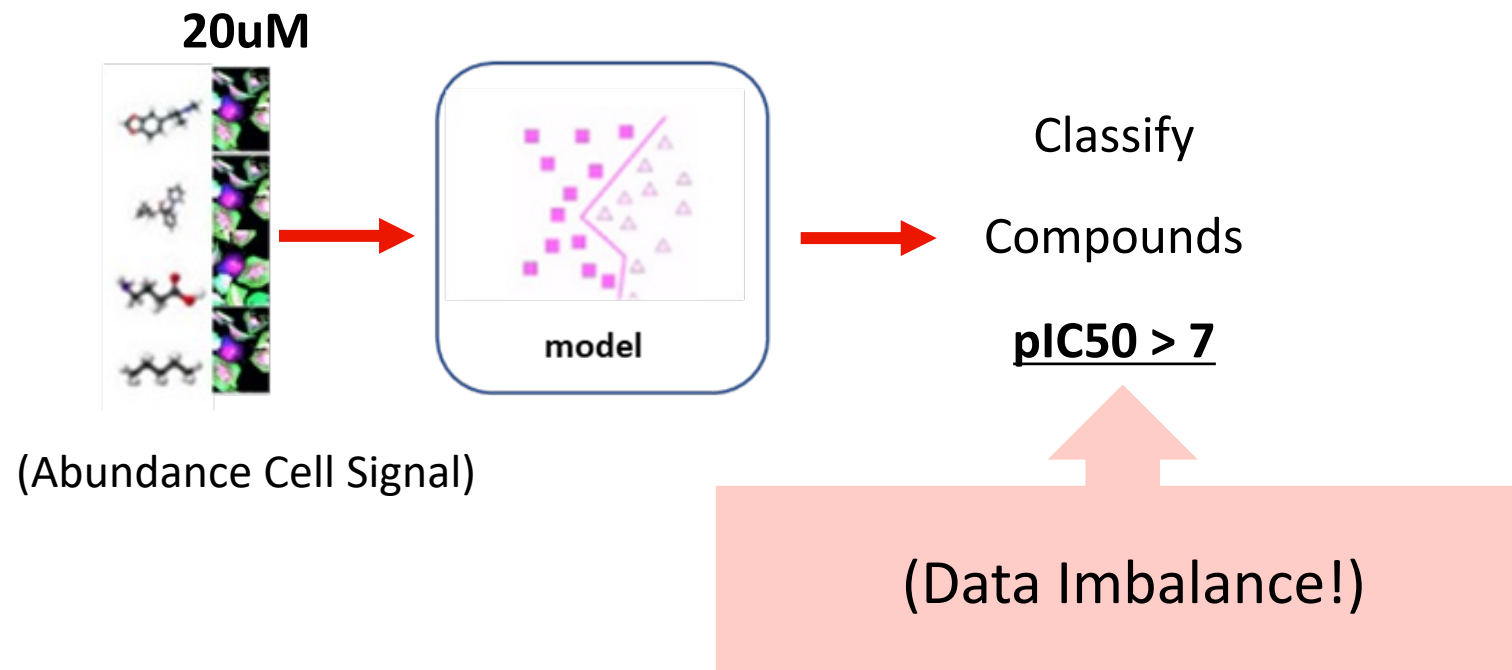 20uM
model
(Abundance Cell Signal)
Classify
Compounds
pIC50 > 7
(Data Imbalance!)